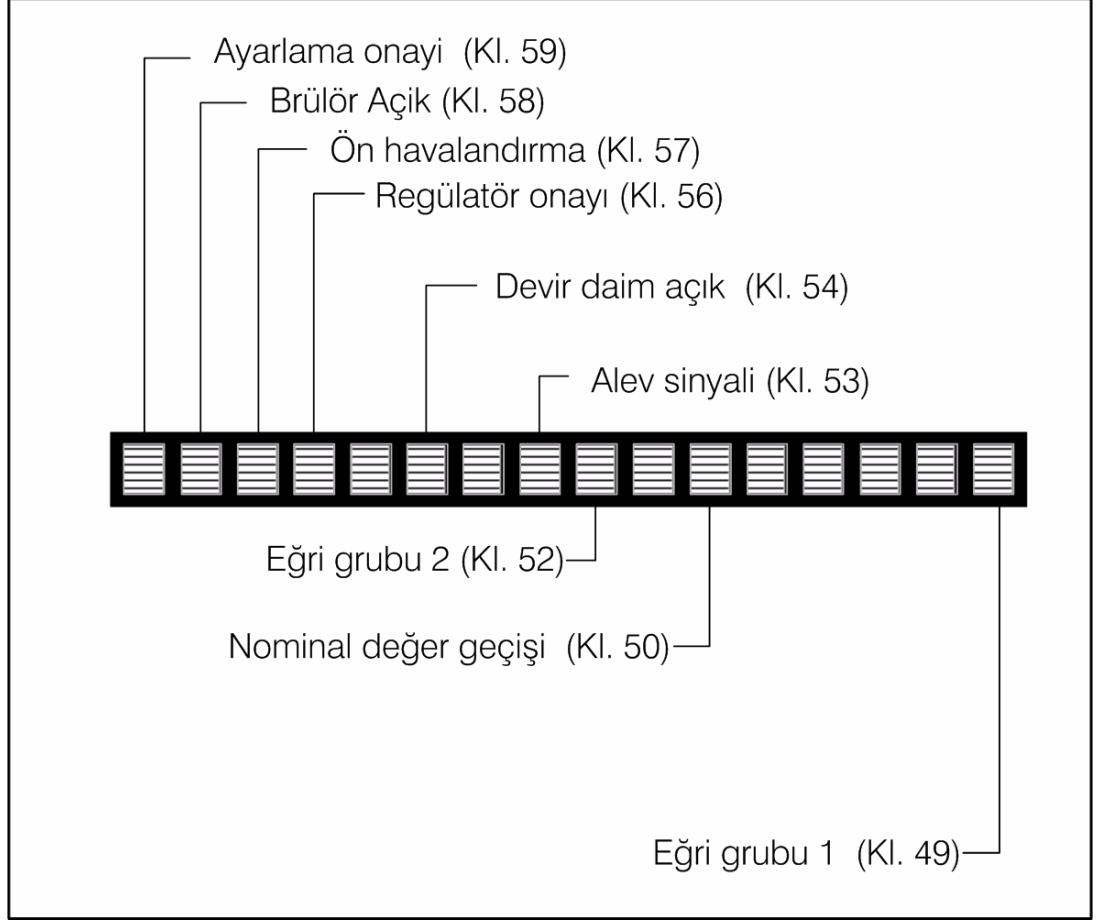 Ayarlama onayi (Kl. 59)
Brülör Açik (Kl. 58)
Ön havalandırma (Kl. 57)
Regülatör onayı (Kl. 56)
Devir daim açık (Kl. 54)
Alev sinyali (Kl. 53)
Eğri grubu 2 (Kl. 52)
Nominal değer geçişi (Kl. 50)
Eğri grubu 1 (Kl. 49)